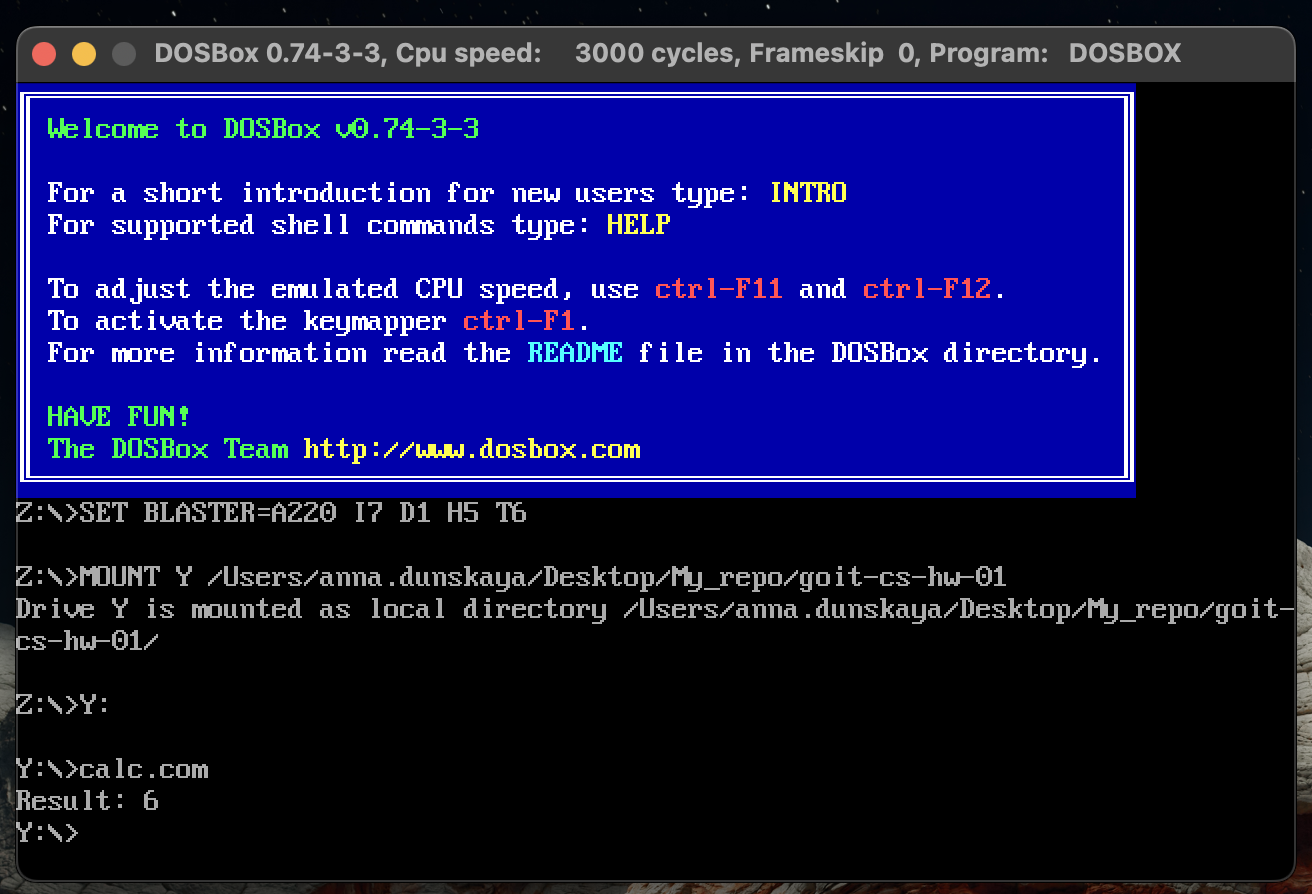 DOSBox 0.74-3-3, Cpu speed: 3000 cycles, Frameskip 0, Program: DOSBOX
Welcome to DOSBox v0.74-3-3
For a short introduction for new users type: INTRO
For supported shell commands type: HELP
To adjust the emulated CPU speed, use ctrl-F11 and ctrl-F12.
To activate the keymapper ctrl-F1.
For more information read the README file in the DOSBox directory.
HAVE FUN!
The DOSBox Team http://www.dosbox.com
Z:\>SET BLASTER=A220 I7 D1 H5 T6
Z:\>MOUNT Y /Users/anna.dunskaya/Desktop/My_repo/goit-cs-hw-01
Drive Y is mounted as local directory /Users/anna.dunskaya/Desktop/My_repo/goit-
cs-hw-01/
Z:\>Y:
Y:\>calc.com
Result: 6
Y:\>